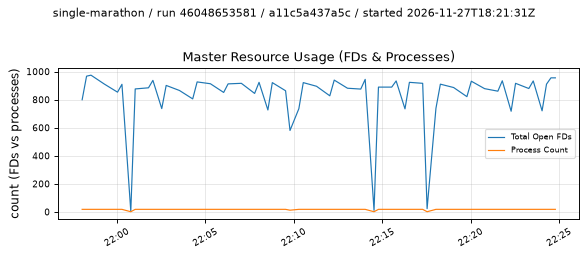 single-marathon / run 46048653581 / a11c5a437a5c / started 2026-11-27T18:21:31Z
Master Resource Usage (FDs & Processes)
count (FDs vs processes)
1000
800
600
400
200
0
Total Open FDs
Process Count
22:00
22:05
22:10
22:15
22:20
22:25